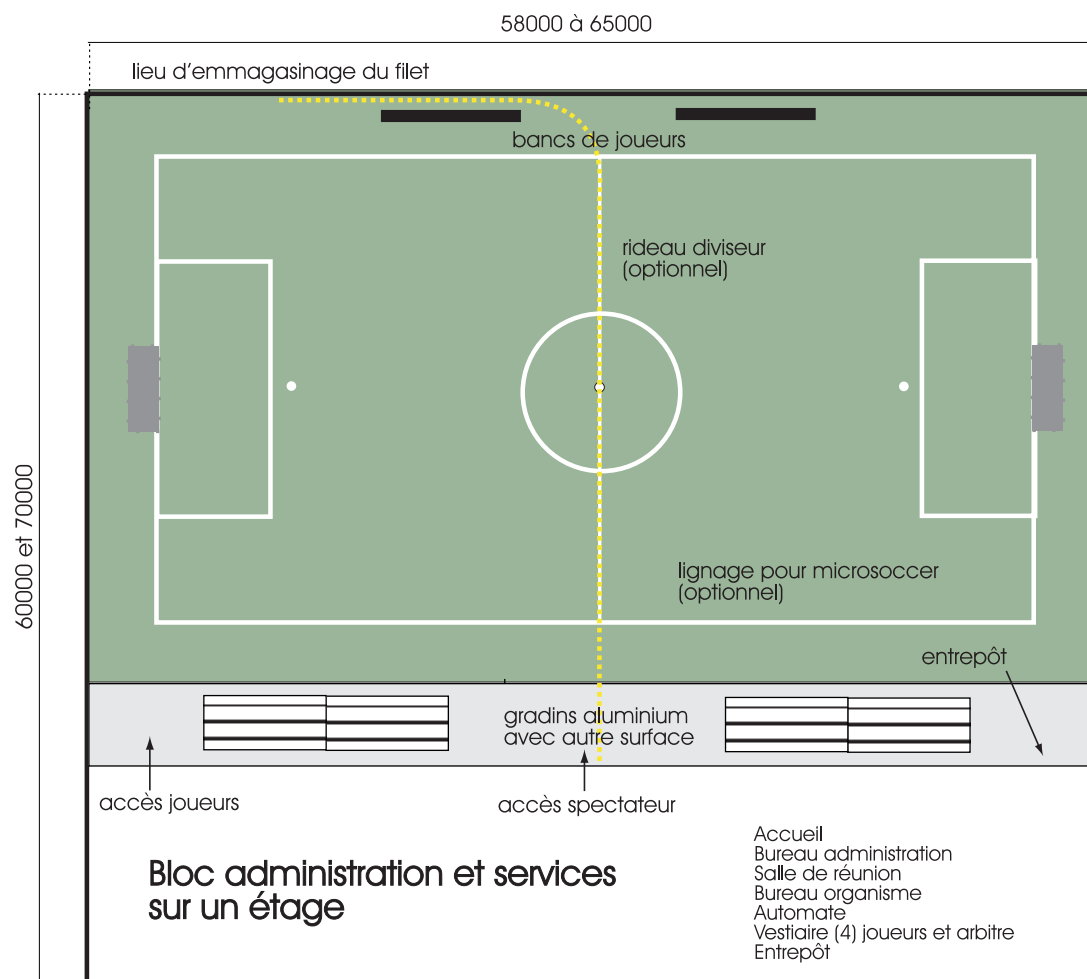 58000 à 65000
lieu d'emmagasinage du filet
bancs de joueurs
rideau diviseur
(optionnel)
60000 et 70000
lignage pour microsoccer
(optionnel)
entrepôt
gradins aluminium
avec autre surface
accès joueurs
accès spectateur
Bloc administration et services
sur un étage
Accueil
Bureau administration
Salle de réunion
Bureau organisme
Automate
Vestiaire (4) joueurs et arbitre
Entrepôt